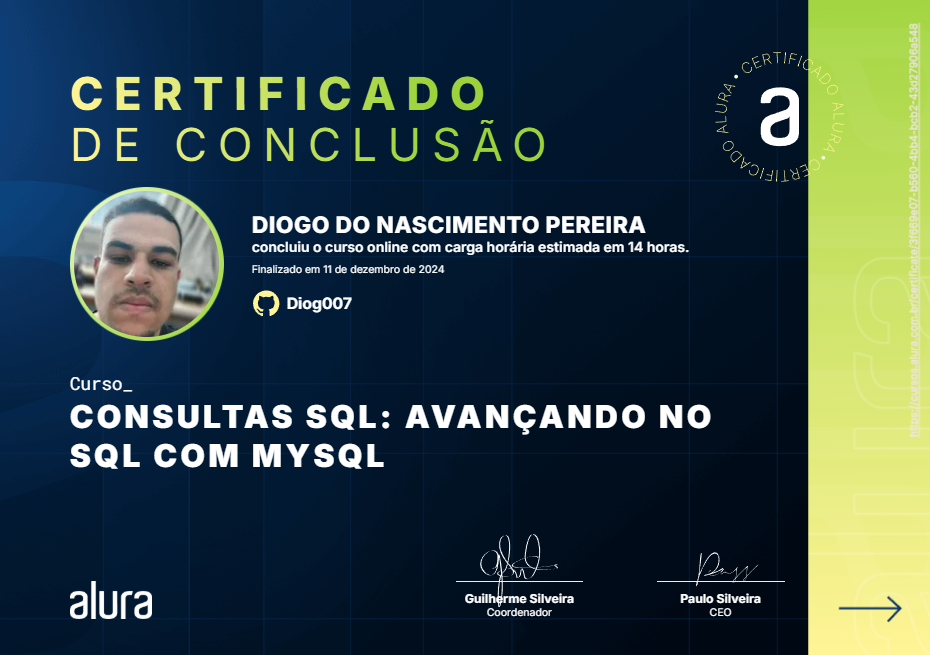 CERTIFICADO
DE CONCLUSÃO
CERTIFICADO ALURA • CERTIFICADO ALURA •
a
DIOGO DO NASCIMENTO PEREIRA
concluiu o curso online com carga horária estimada em 14 horas.
Finalizado em 11 de dezembro de 2024
Diog007
Curso_
CONSULTAS SQL: AVANÇANDO NO
SQL COM MYSQL
alura
Guilherme Silveira
Coordenador
Paulo Silveira
CEO